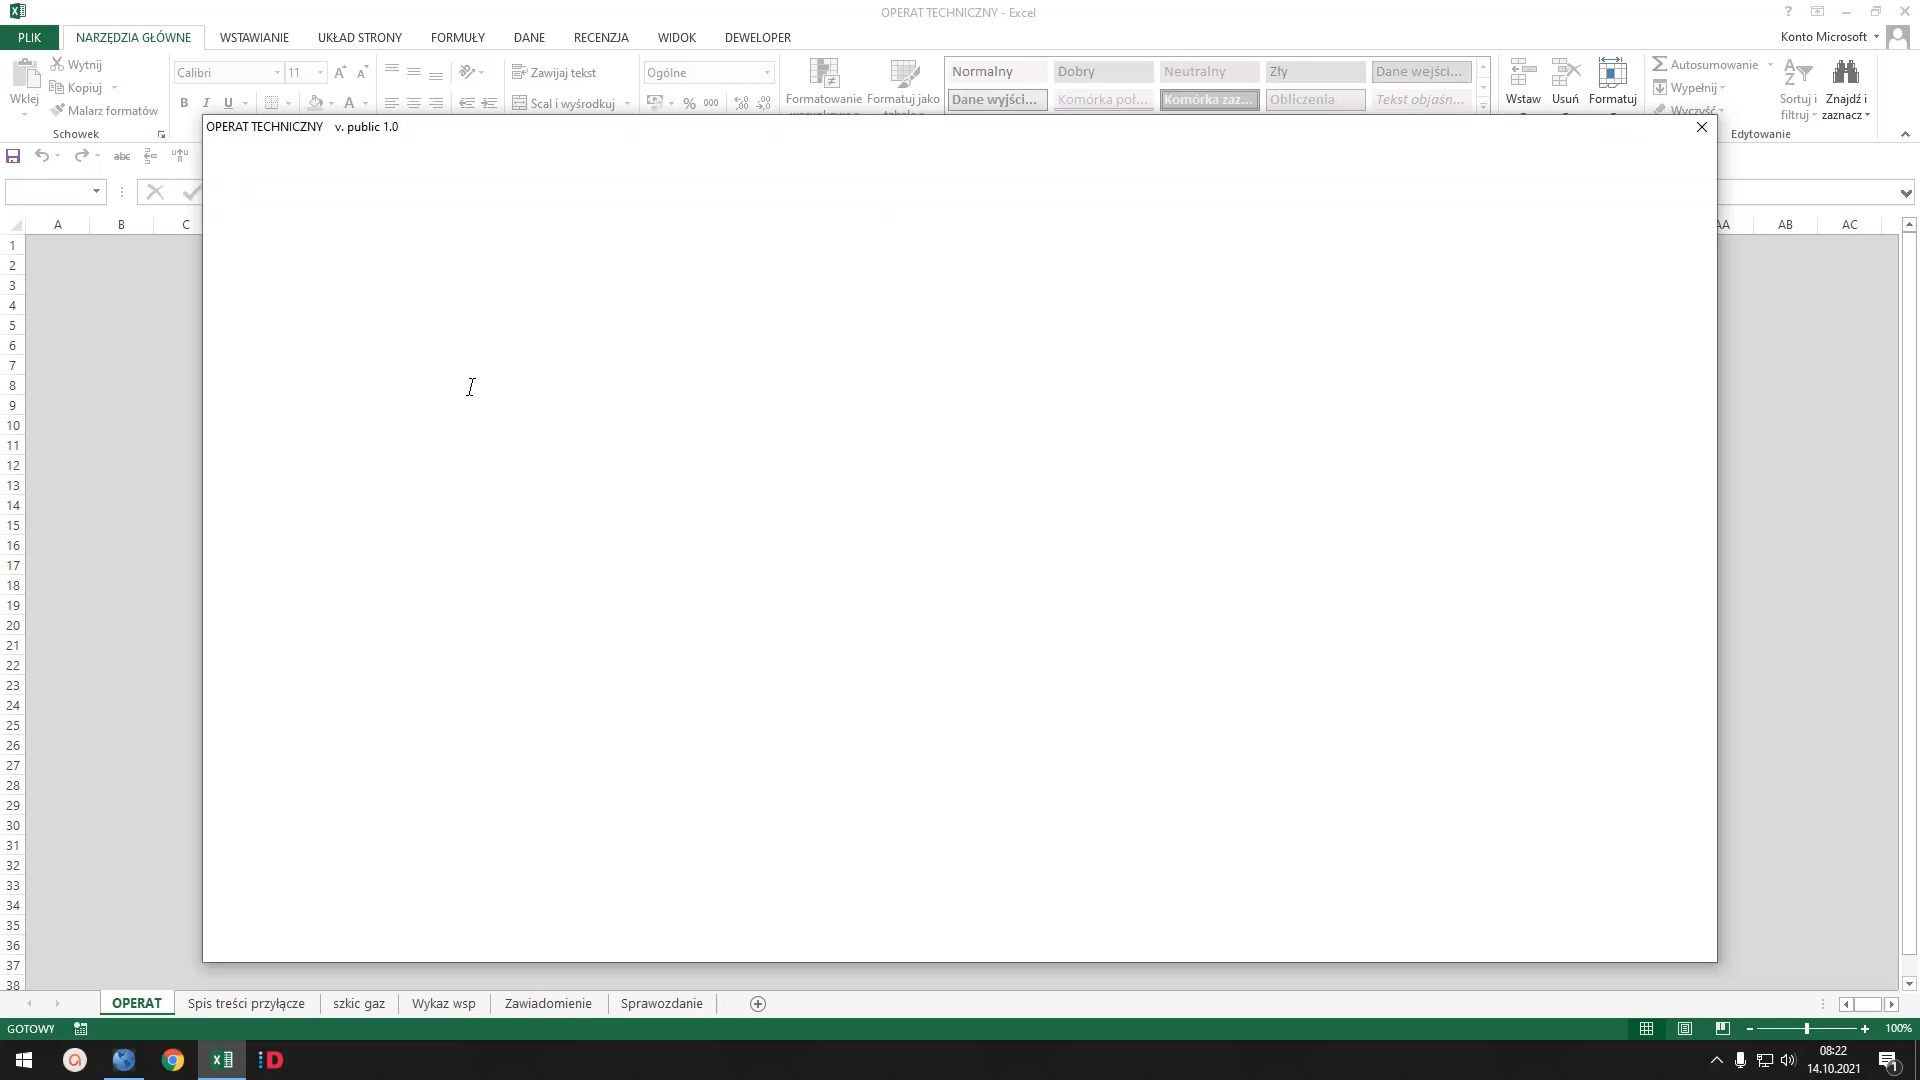 OPERAT TECHNICZNY - Excel
PLIK
NARZĘDZIA GŁÓWNE
WSTAWIANIE
UKŁAD STRONY
FORMUŁY
DANE
RECENZJA
WIDOK
DEWELOPER
Konto Microsoft
Wklej
Wytnij
Kopiuj
Malarz formatów
Schowek
Calibri
11
Zawijaj tekst
Scal i wyśrodkuj
Ogólne
% 000
Formatowanie
Formatuj jako
Normalny
Dobry
Neutralny
Zły
Dane wejści...
Dane wyjści...
Komórka poł...
Komórka zaz...
Obliczenia
Tekst objaśn...
Wstaw
Usuń
Formatuj
Autosumowanie
Wypełnij
Wyczyść
Sortuj i
filtruj
Znajdź i
zaznacz
Edytowanie
OPERAT TECHNICZNY v. public 1.0
abc
A B C AA AB AC
1
2
3
4
5
6
7
8
9
10
11
12
13
14
15
16
17
18
19
20
21
22
23
24
25
26
27
28
29
30
31
32
33
34
35
36
37
38
OPERAT
Spis treści przyłącze
szkic gaz
Wykaz wsp
Zawiadomienie
Sprawozdanie
GOTOWY
100%
08:22
14.10.2021
1